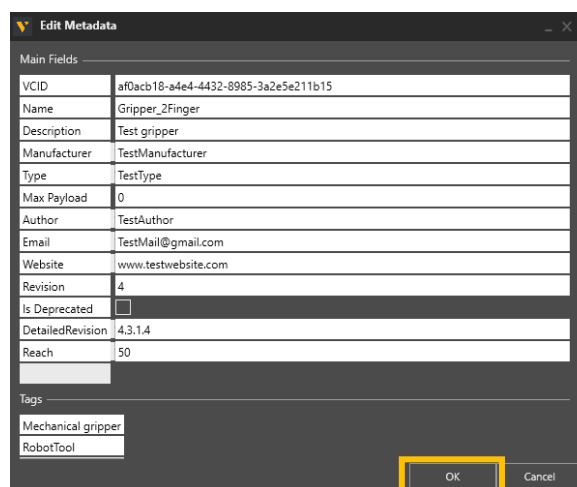 Edit Metadata
Main Fields
VCID af0acb18-a4e4-4432-8985-3a2e5e211b15
Name Gripper_2Finger
Description Test gripper
Manufacturer TestManufacturer
Type TestType
Max Payload 0
Author TestAuthor
Email TestMail@gmail.com
Website www.testwebsite.com
Revision 4
Is Deprecated
DetailedRevision 4.3.1.4
Reach 50
Tags
Mechanical gripper
RobotTool
OK Cancel